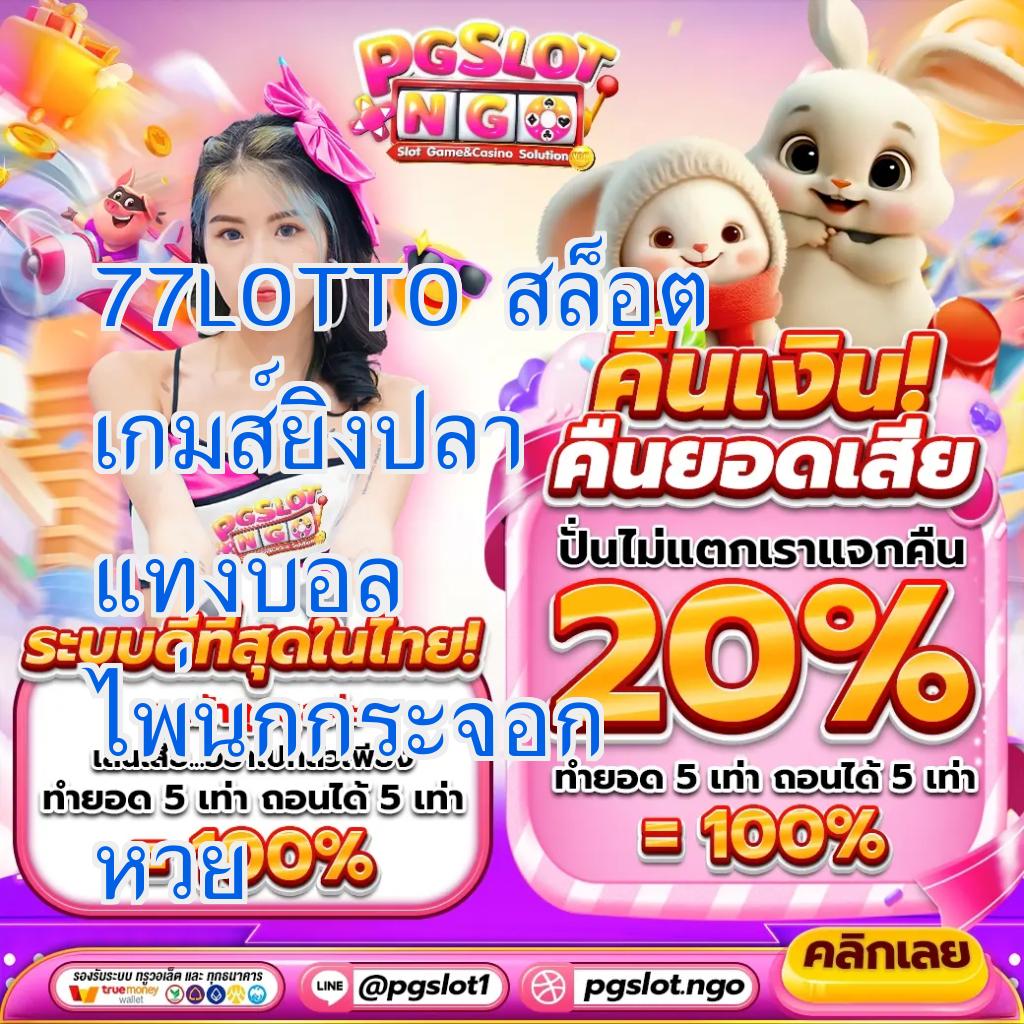 PGSLOT
NGO
Slot Game&Casino Solution
77LOTTO สล็อต
เกมส์ยิงปลา
แทงบอล
ไพ่นกกระจอก
หวย
PGSLOT
NGO
ระบบดีที่สุดในไทย!
ทำยอด 5 เท่า ถอนได้ 5 เท่า
100%
คืนเงิน!
คืนยอดเสีย
ปั่นไม่แตกเราแจกคืน
20%
ทำยอด 5 เท่า ถอนได้ 5 เท่า
= 100%
คลิกเลย
รองรับระบบ ทรูวอเล็ต และ ทุกธนาคาร
truemoney
wallet
LINE @pgslot1
pgslot.ngo